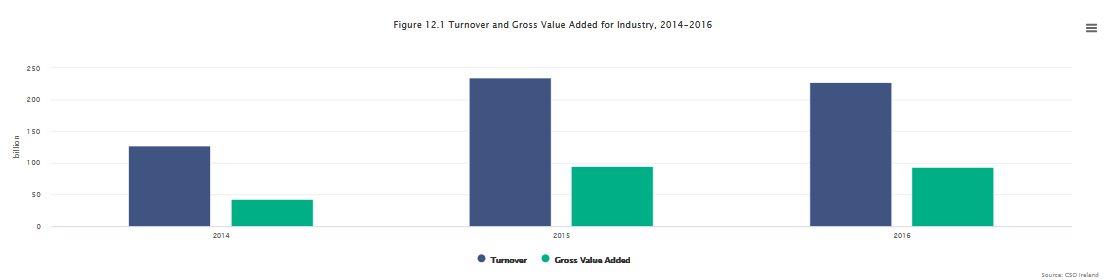 Figure 12.1 Turnover and Gross Value Added for Industry, 2014-2016
250
200
150
100
50
0
billion
2014
2015
2016
Turnover
Gross Value Added
Source: CSO Ireland